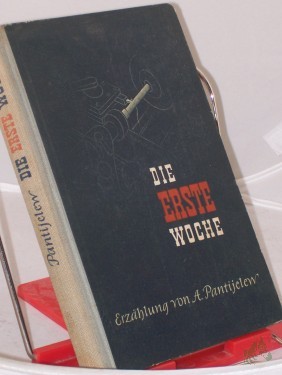 Pantijelew DIE ERSTE WOCHE
DIE
ERSTE
WOCHE
Erzählung von A. Pantijelew